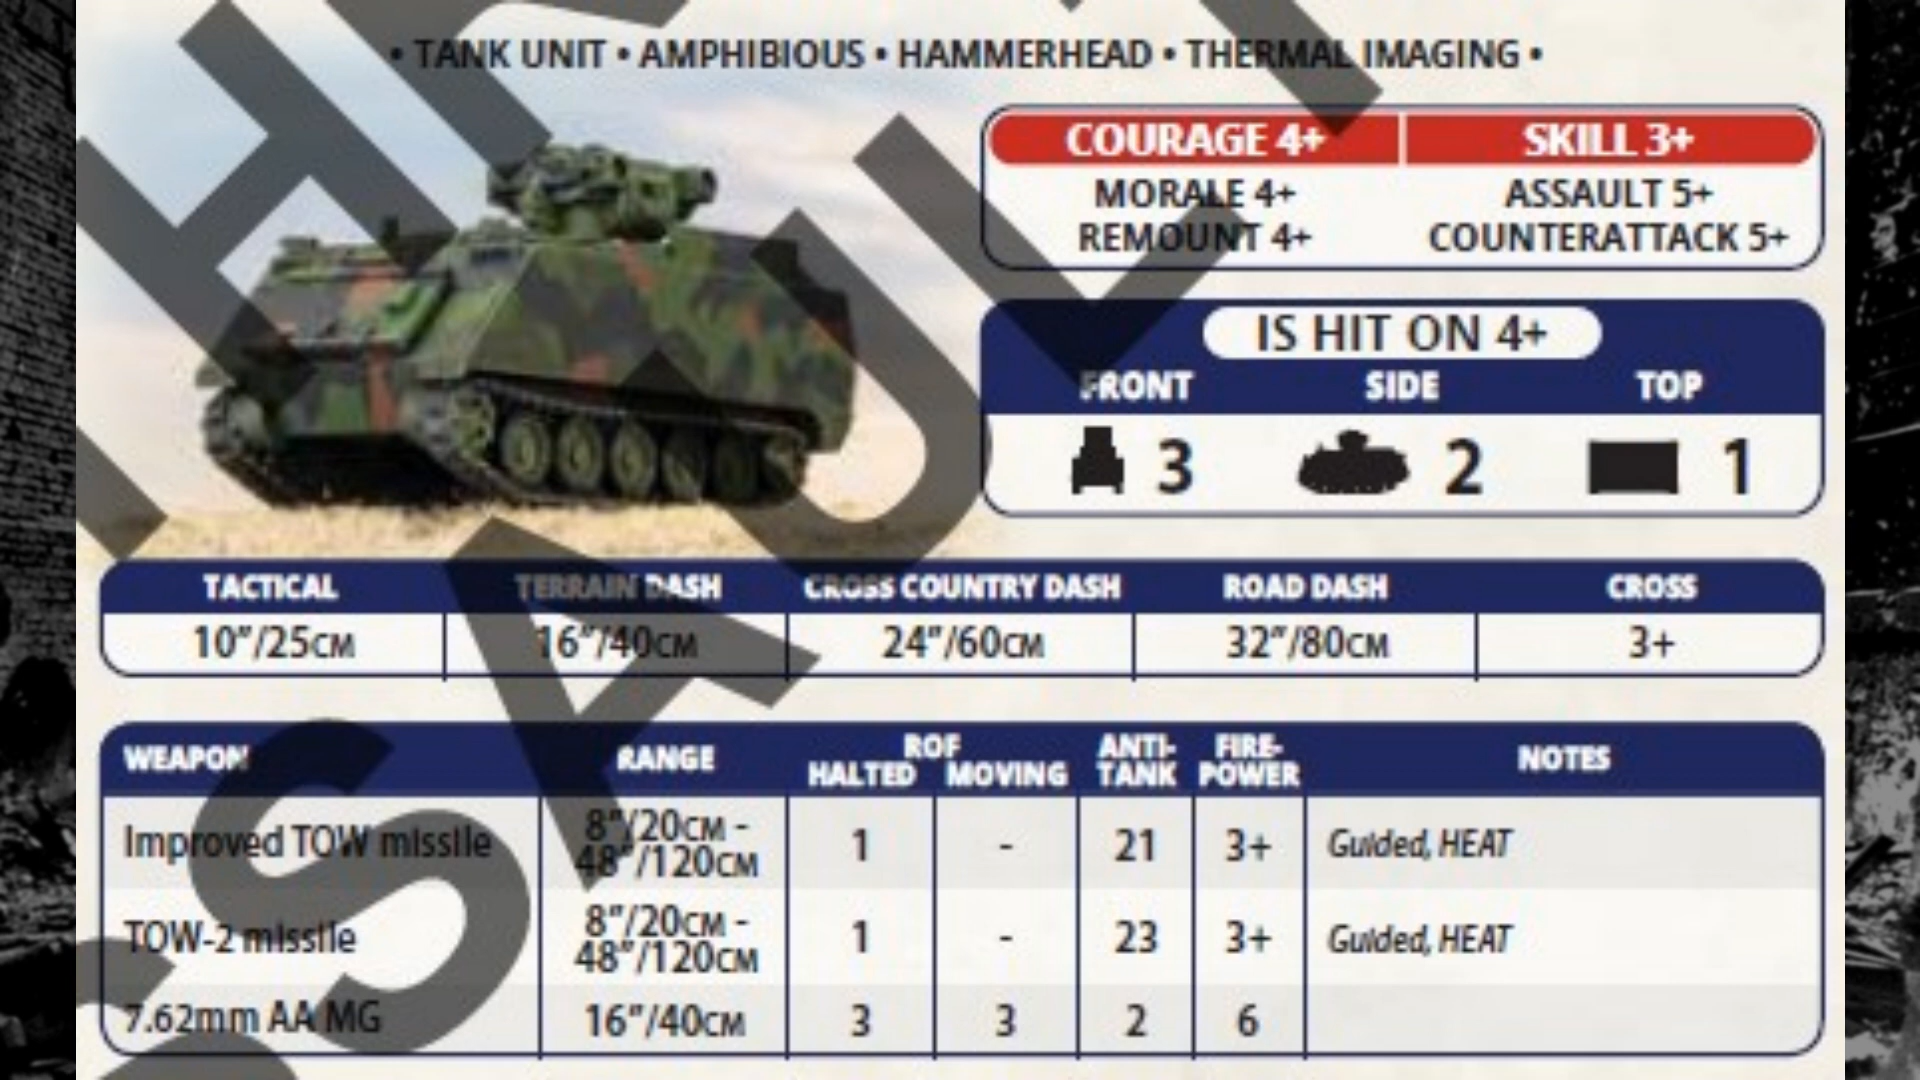 • TANK UNIT • AMPHIBIOUS • HAMMERHEAD • THERMAL IMAGING •
COURAGE 4+ SKILL 3+
MORALE 4+ ASSAULT 5+
REMOUNT 4+ COUNTERATTACK 5+
IS HIT ON 4+
FRONT SIDE TOP
3 2 1
TACTICAL TERRAIN DASH CROSS COUNTRY DASH ROAD DASH CROSS
10"/25CM 16"/40CM 24"/60CM 32"/80CM 3+
WEAPON RANGE ROF HALTED MOVING ANTI-TANK FIRE-POWER NOTES
Improved TOW missile 8"/20CM - 48"/120CM 1 - 21 3+ Guided, HEAT
TOW-2 missile 8"/20CM - 48"/120CM 1 - 23 3+ Guided, HEAT
7.62mm AA MG 16"/40CM 3 3 2 6